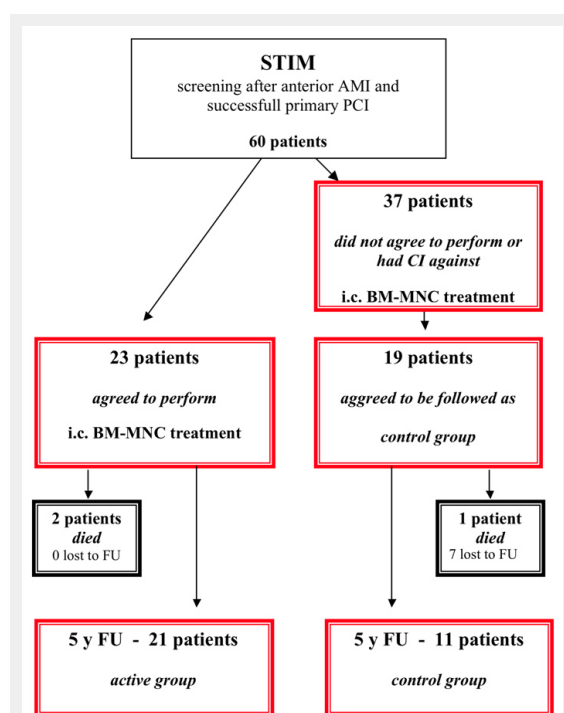 STIM
screening after anterior AMI and
successfull primary PCI
60 patients
37 patients
did not agree to perform or
had CI against
i.c. BM-MNC treatment
23 patients
agreed to perform
i.c. BM-MNC treatment
19 patients
aggreed to be followed as
control group
2 patients
died
0 lost to FU
1 patient
died
7 lost to FU
5 y FU - 21 patients
active group
5 y FU - 11 patients
control group